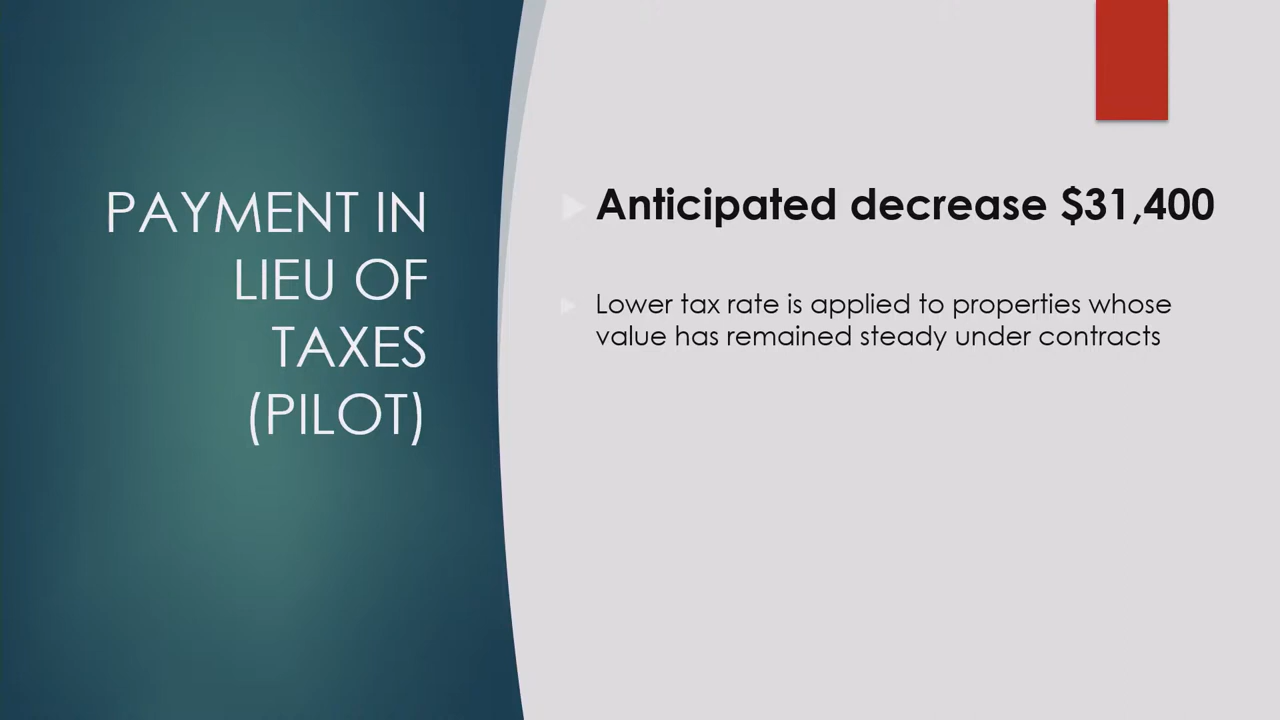 PAYMENT IN
LIEU OF
TAXES
(PILOT)
Anticipated decrease $31,400
Lower tax rate is applied to properties whose
value has remained steady under contracts